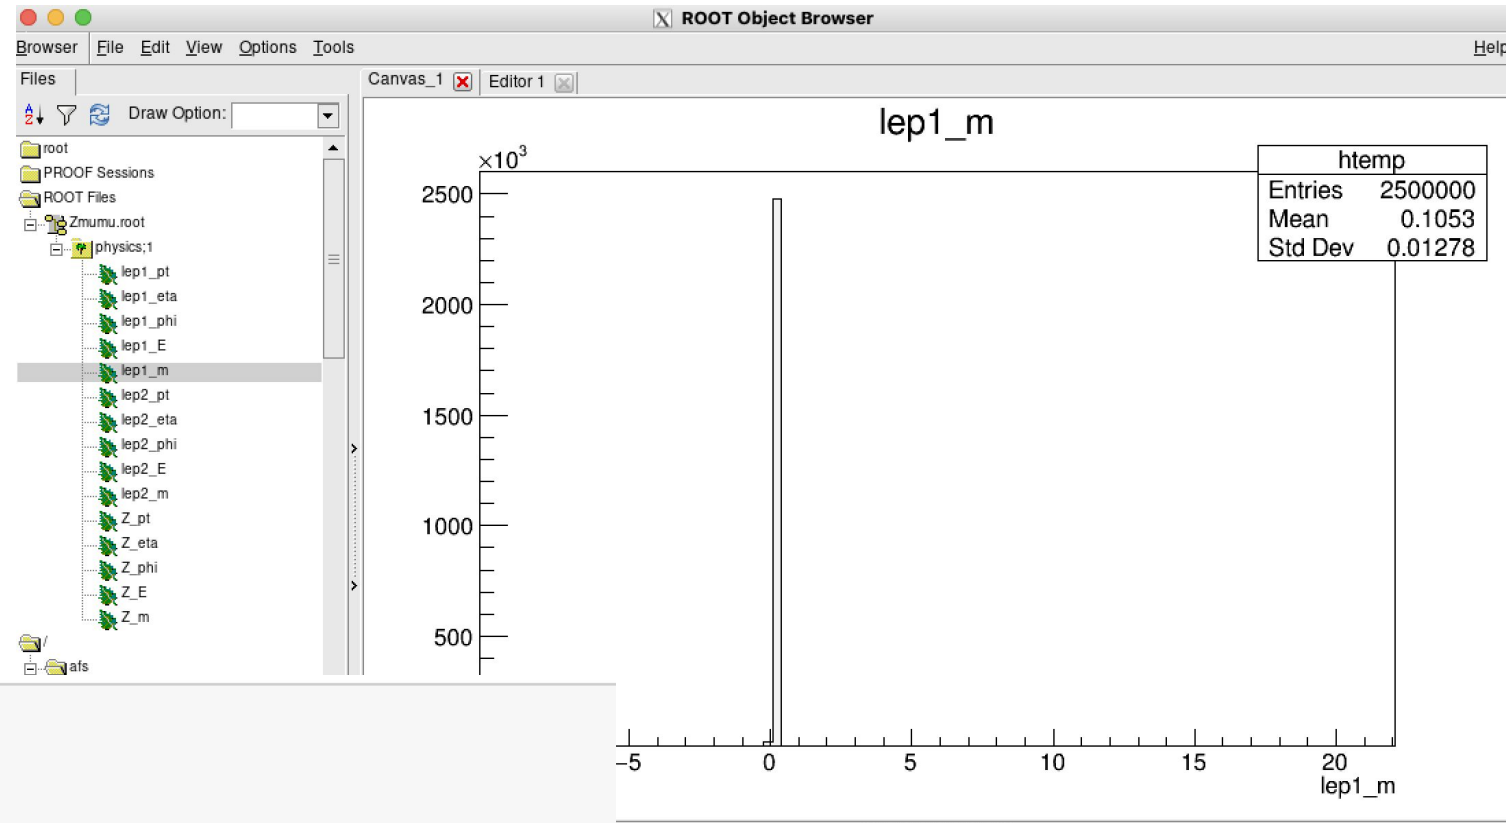 ROOT Object Browser
Browser File Edit View Options Tools Help
Files
Canvas_1 Editor 1
Draw Option:
root
PROOF Sessions
ROOT Files
Zmumu.root
physics;1
lep1_pt
lep1_eta
lep1_phi
lep1_E
lep1_m
lep2_pt
lep2_eta
lep2_phi
lep2_E
lep2_m
Z_pt
Z_eta
Z_phi
Z_E
Z_m
/
afs
lep1_m
×10³
2500
2000
1500
1000
500
htemp
Entries 2500000
Mean 0.1053
Std Dev 0.01278
−5 0 5 10 15 20
lep1_m